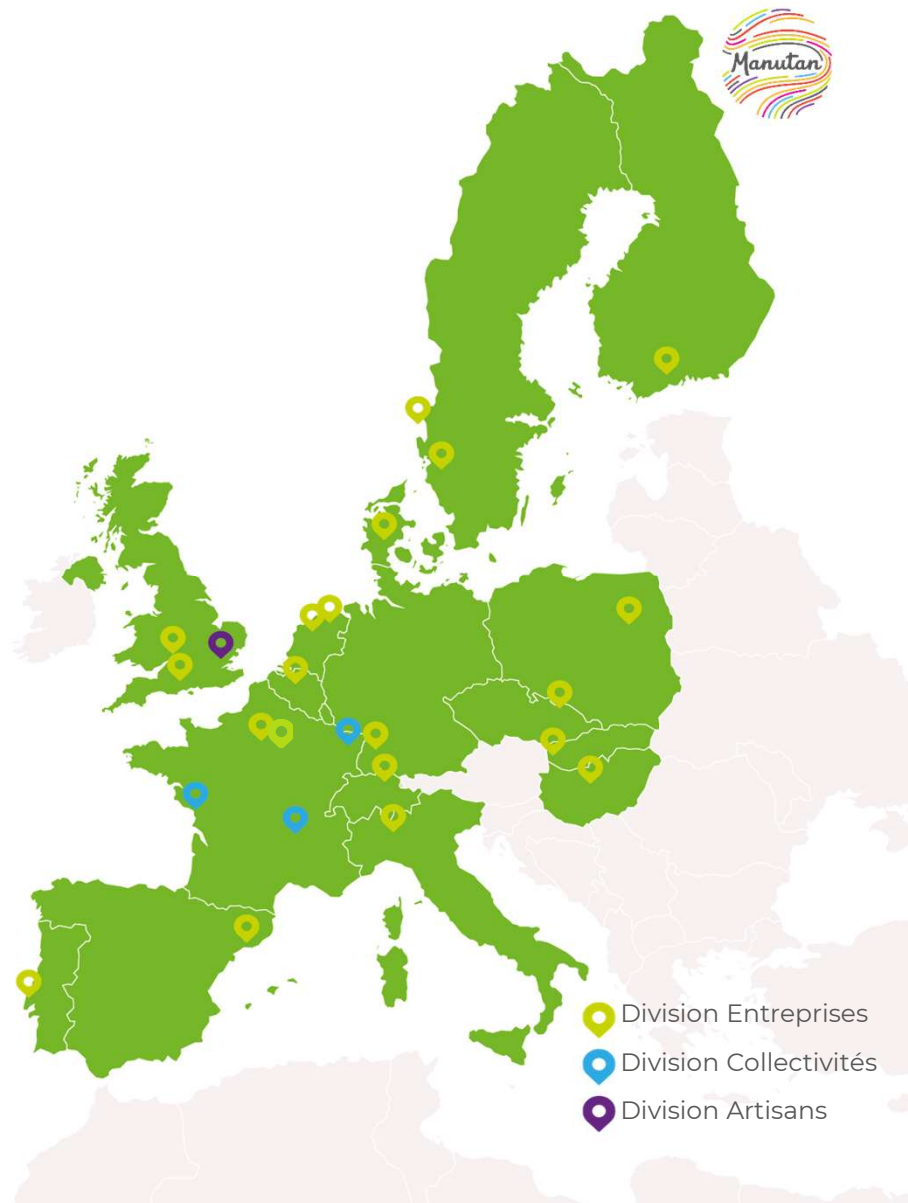 Manutan
Division Entreprises
Division Collectivités
Division Artisans